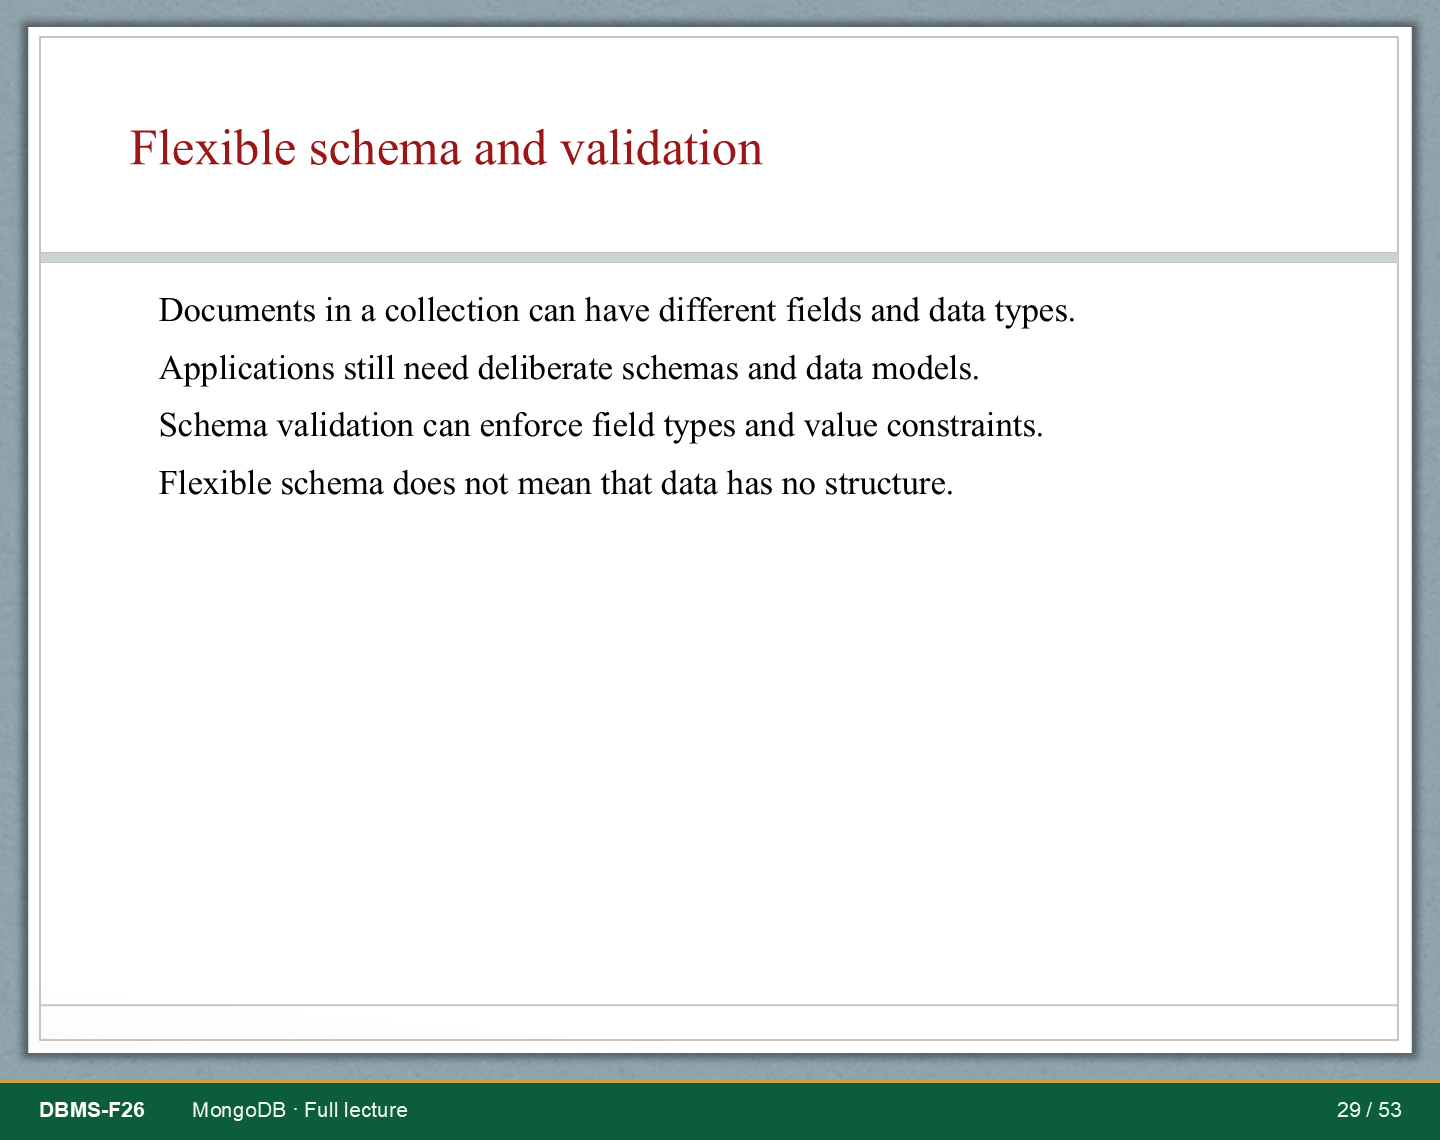 Flexible schema and validation
Documents in a collection can have different fields and data types.
Applications still need deliberate schemas and data models.
Schema validation can enforce field types and value constraints.
Flexible schema does not mean that data has no structure.
DBMS-F26 MongoDB · Full lecture 29 / 53